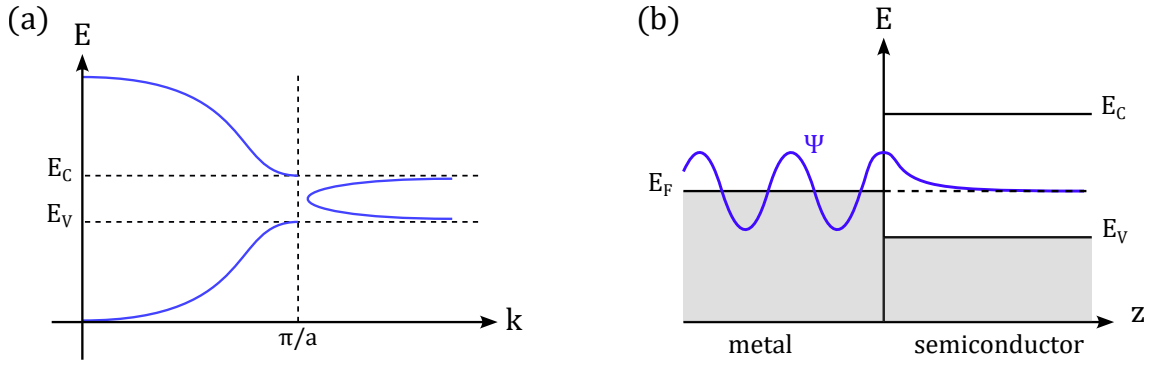 (a)
E
E_C
E_V
π/a
k
(b)
E
E_C
Ψ
E_F
E_V
z
metal
semiconductor